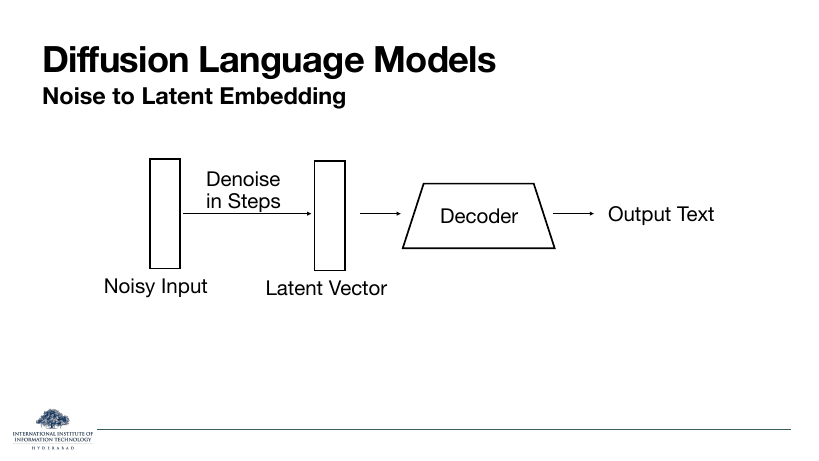 Diffusion Language Models
Noise to Latent Embedding
Denoise
in Steps
Decoder
Output Text
Noisy Input
Latent Vector
INTERNATIONAL INSTITUTE OF
INFORMATION TECHNOLOGY
HYDERABAD